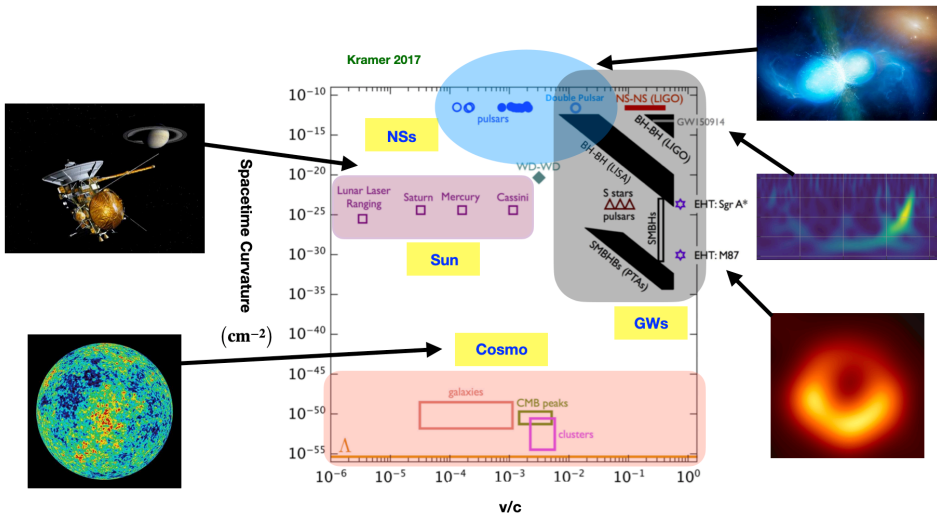 Kramer 2017
10⁻¹⁰
10⁻¹⁵
10⁻²⁰
10⁻²⁵
10⁻³⁰
10⁻³⁵
10⁻⁴⁰
10⁻⁴⁵
10⁻⁵⁰
10⁻⁵⁵
Spacetime Curvature
(cm⁻²)
Double Pulsar
pulsars
NS-NS (LIGO)
GW150914
BH-BH (LIGO)
BH-BH (LISA)
NSs
WD-WD
Lunar Laser
Ranging
Saturn
Mercury
Cassini
S stars
pulsars
SMBHs
EHT: Sgr A*
EHT: M87
SMBHBs (PTAs)
Sun
GWs
Cosmo
galaxies
CMB peaks
clusters
Λ
10⁻⁶
10⁻⁵
10⁻⁴
10⁻³
10⁻²
10⁻¹
10⁰
v/c